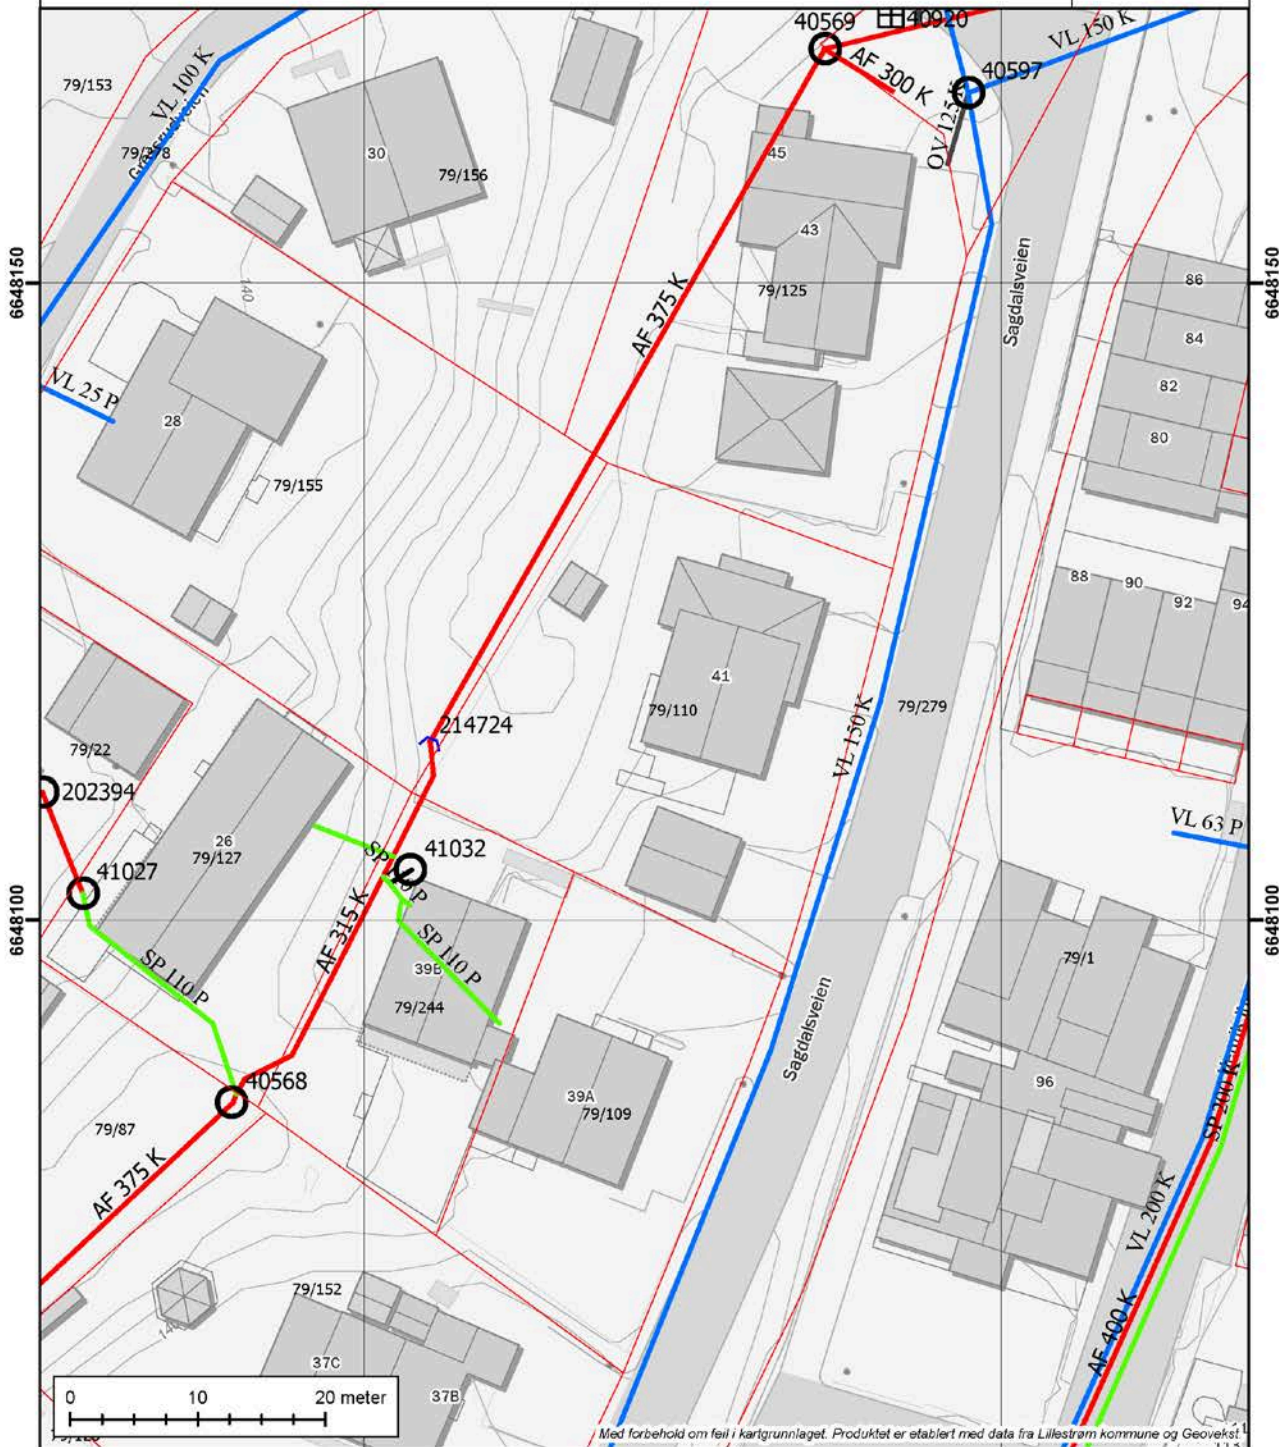 40569
40920
VL 150 K
79/153
VL 100 K
AF 300 K
40597
OV 125 K
79/378
30
79/156
45
43
6648150
79/125
Sagdalsveien
86
6648150
140
AF 375 K
84
VL 25 P
82
28
80
79/155
88
90
92
94
41
79/110
79/279
214724
79/22
VL 150 K
202394
26
79/127
VL 63 P
41032
41027
6648100
AF 315 K
SP 110 P
39B
79/244
79/1
6648100
SP 110 P
Sagdalsveien
40568
39A
79/109
96
79/87
SP 200 K
AF 375 K
VL 200 K
79/152
AF 400 K
37C
37B
0 10 20 meter
Med forbehold om feil i kartgrunnlaget. Produktet er etablert med data fra Lillestrøm kommune og Geovekst.